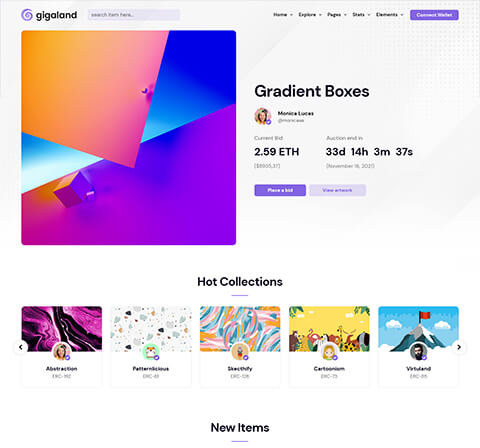 gigaland
search item here...
Home Explore Pages Stats Elements Connect Wallet
Gradient Boxes
Monica Lucas
@monicaaa
Current Bid
Auction end in
2.59 ETH
33d 14h 3m 37s
($8905,37)
(November 16, 2021)
Place a bid
View artwork
Hot Collections
Abstraction
ERC-192
Patternlicious
ERC-61
Skecthify
ERC-126
Cartoonism
ERC-73
Virtuland
ERC-85
New Items